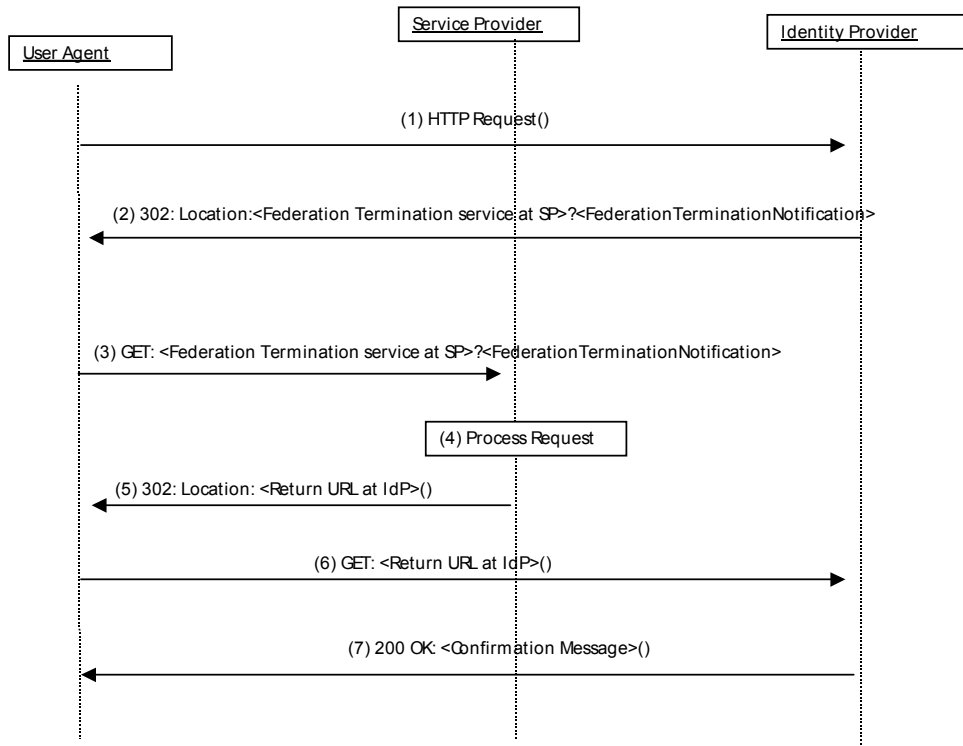 Service Provider
Identity Provider
User Agent
(1) HTTP Request()
(2) 302: Location:<Federation Termination service at SP>?<FederationTerminationNotification>
(3) GET: <Federation Termination service at SP>?<FederationTerminationNotification>
(4) Process Request
(5) 302: Location: <Return URL at IdP>()
(6) GET: <Return URL at IdP>()
(7) 200 OK: <Confirmation Message>()